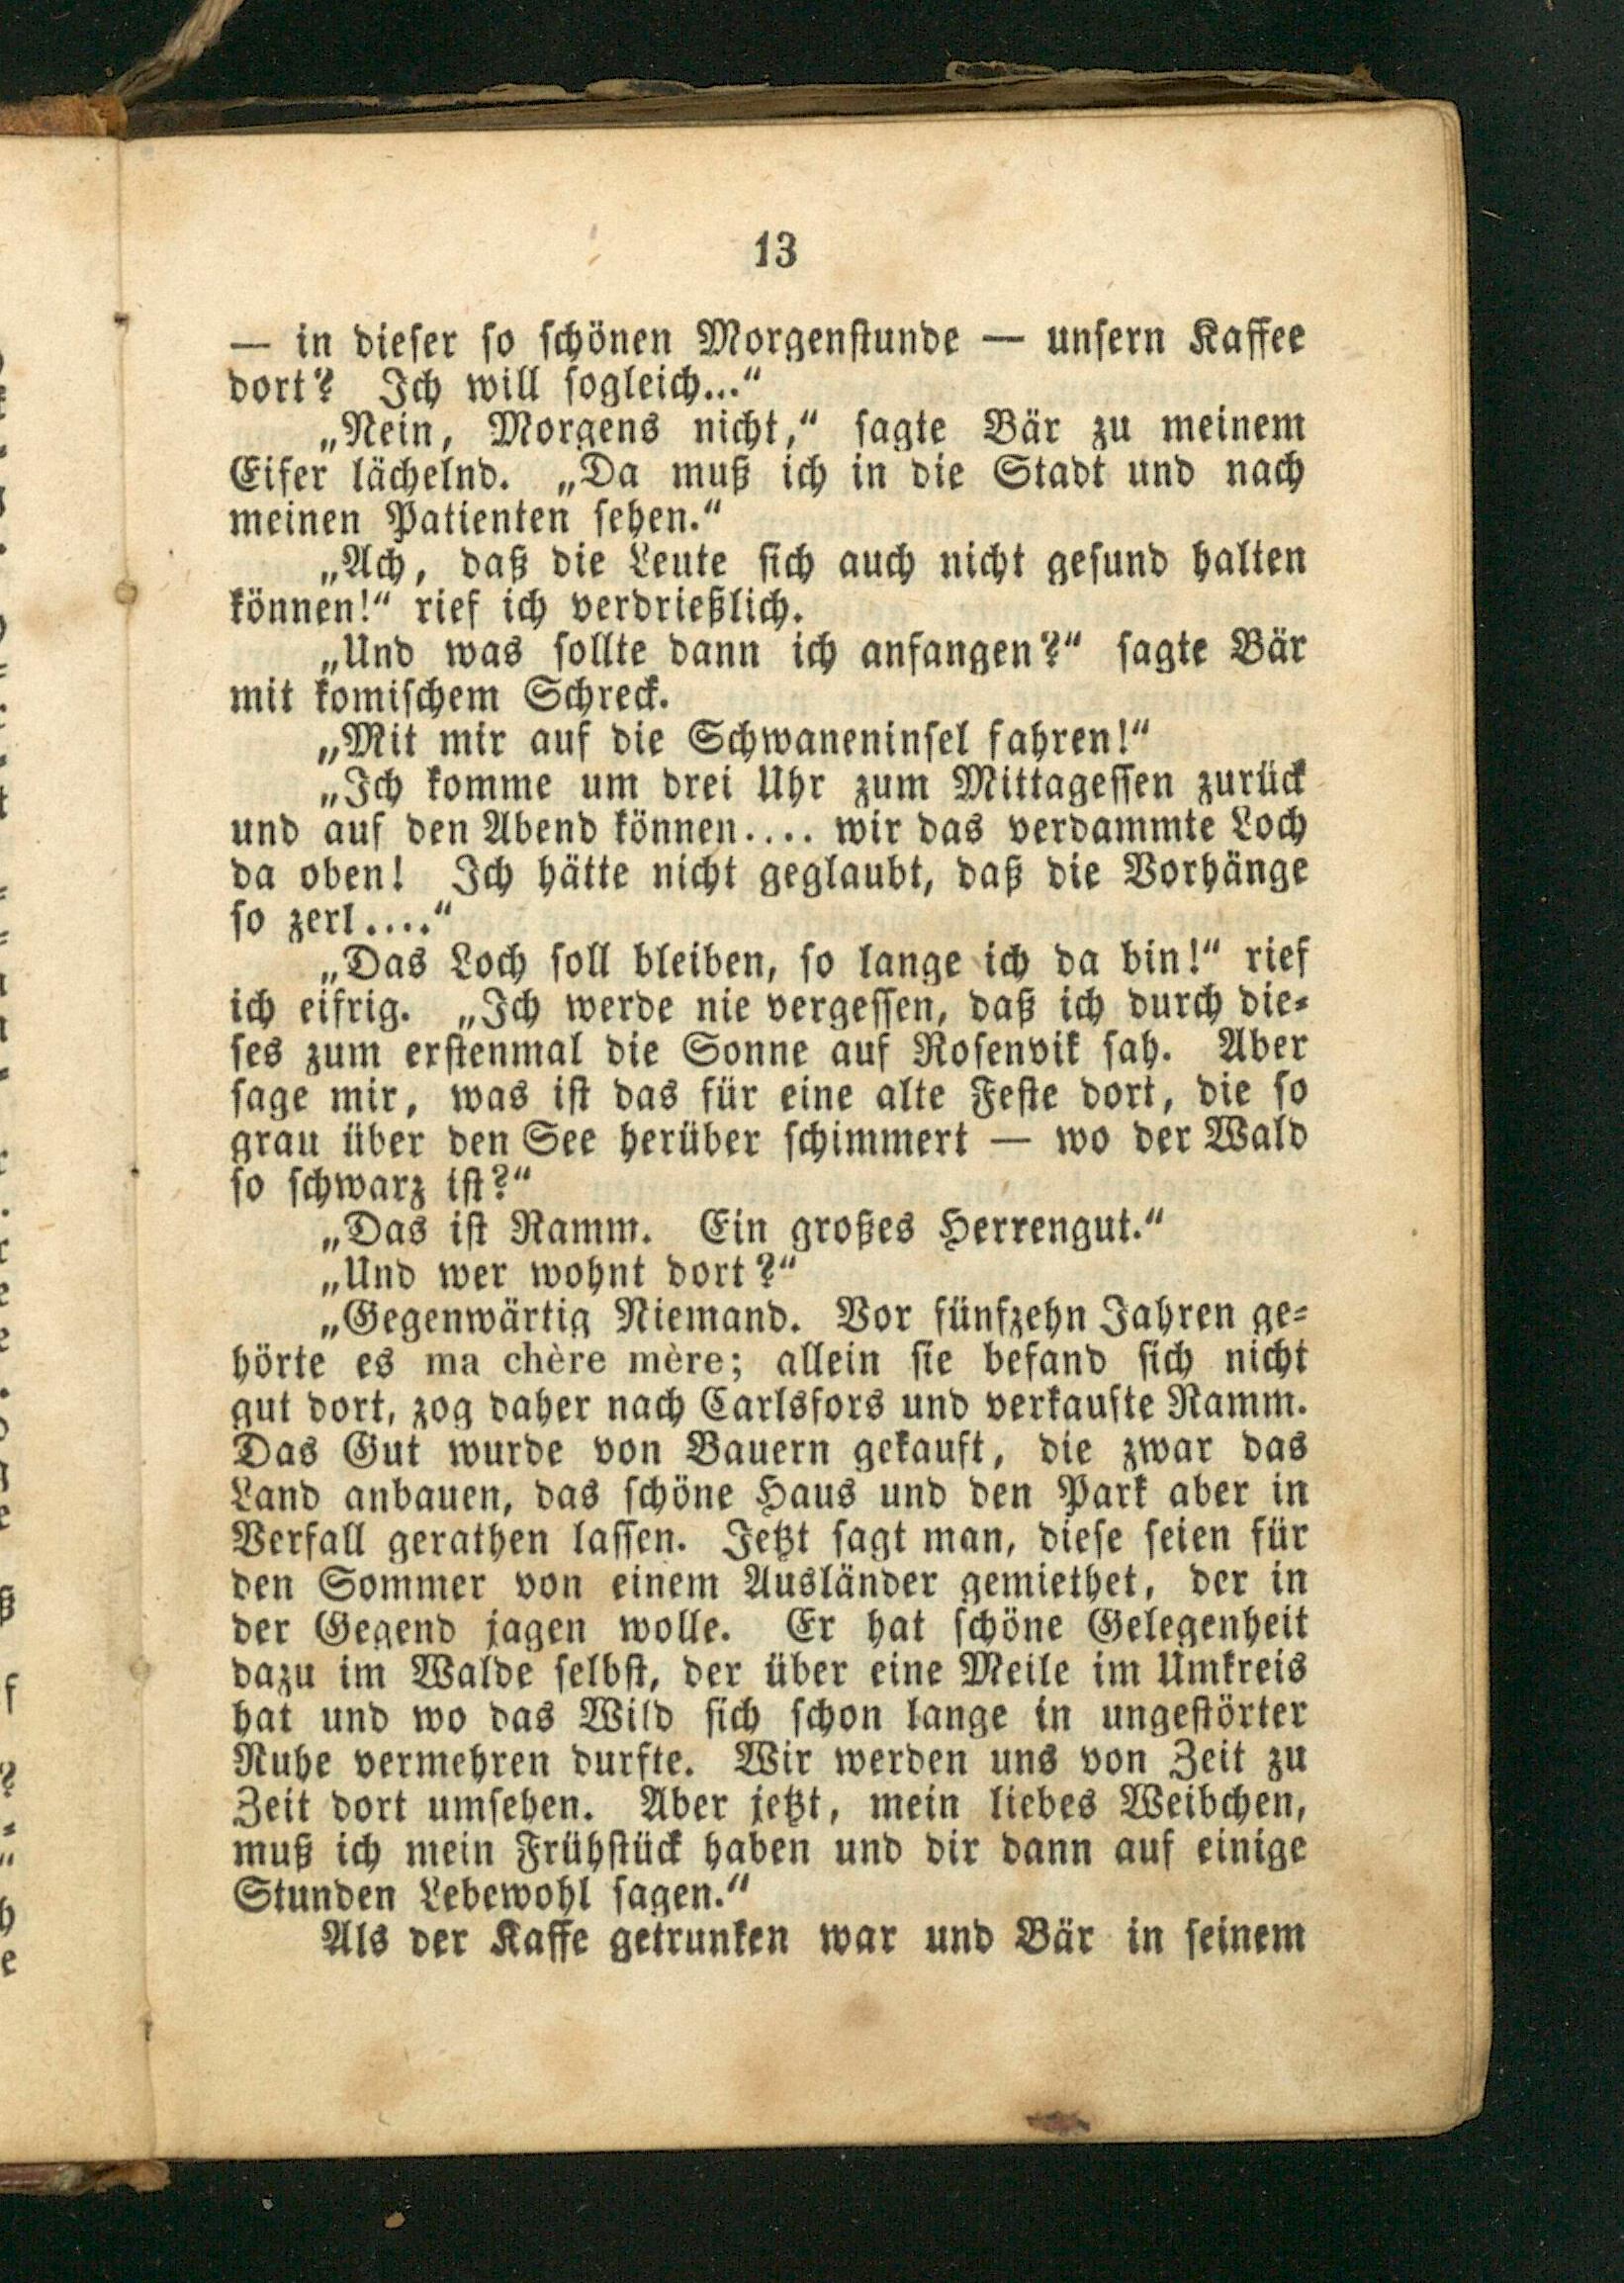 13
— in dieser so schönen Morgenstunde — unsern Kaffee
dort? Ich will sogleich..."
„Nein, Morgens nicht,“ sagte Bär zu meinem
Eifer lächelnd. „Da muß ich in die Stadt und nach
meinen Patienten sehen.“
„Ach, daß die Leute sich auch nicht gesund halten
können!“ rief ich verdrießlich.
„Und was sollte dann ich anfangen?“ sagte Bär
mit komischem Schreck.
„Mit mir auf die Schwaneninsel fahren!“
„Ich komme um drei Uhr zum Mittagessen zurück
und auf den Abend können.... wir das verdammte Loch
da oben! Ich hätte nicht geglaubt, daß die Vorhänge
so zerl....“
„Das Loch soll bleiben, so lange ich da bin!“ rief
ich eifrig. „Ich werde nie vergessen, daß ich durch die-
ses zum erstenmal die Sonne auf Rosenvik sah. Aber
sage mir, was ist das für eine alte Feste dort, die so
grau über den See herüber schimmert — wo der Wald
so schwarz ist?“
„Das ist Ramm. Ein großes Herrengut.“
„Und wer wohnt dort?“
„Gegenwärtig Niemand. Vor fünfzehn Jahren ge-
hörte es ma chère mère; allein sie befand sich nicht
gut dort, zog daher nach Carlsfors und verkaufte Ramm.
Das Gut wurde von Bauern gekauft, die zwar das
Land anbauen, das schöne Haus und den Park aber in
Verfall gerathen lassen. Jetzt sagt man, diese seien für
den Sommer von einem Ausländer gemiethet, der in
der Gegend jagen wolle. Er hat schöne Gelegenheit
dazu im Walde selbst, der über eine Meile im Umkreis
hat und wo das Wild sich schon lange in ungestörter
Ruhe vermehren durfte. Wir werden uns von Zeit zu
Zeit dort umsehen. Aber jetzt, mein liebes Weibchen,
muß ich mein Frühstück haben und dir dann auf einige
Stunden Lebewohl sagen.“
Als der Kaffe getrunken war und Bär in seinem